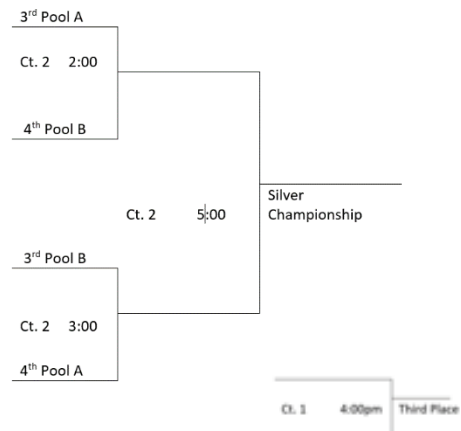 3rd Pool A
Ct. 2 2:00
4th Pool B
Silver
Ct. 2 5:00 Championship
3rd Pool B
Ct. 2 3:00
4th Pool A
Ct. 1 4:00pm Third Place